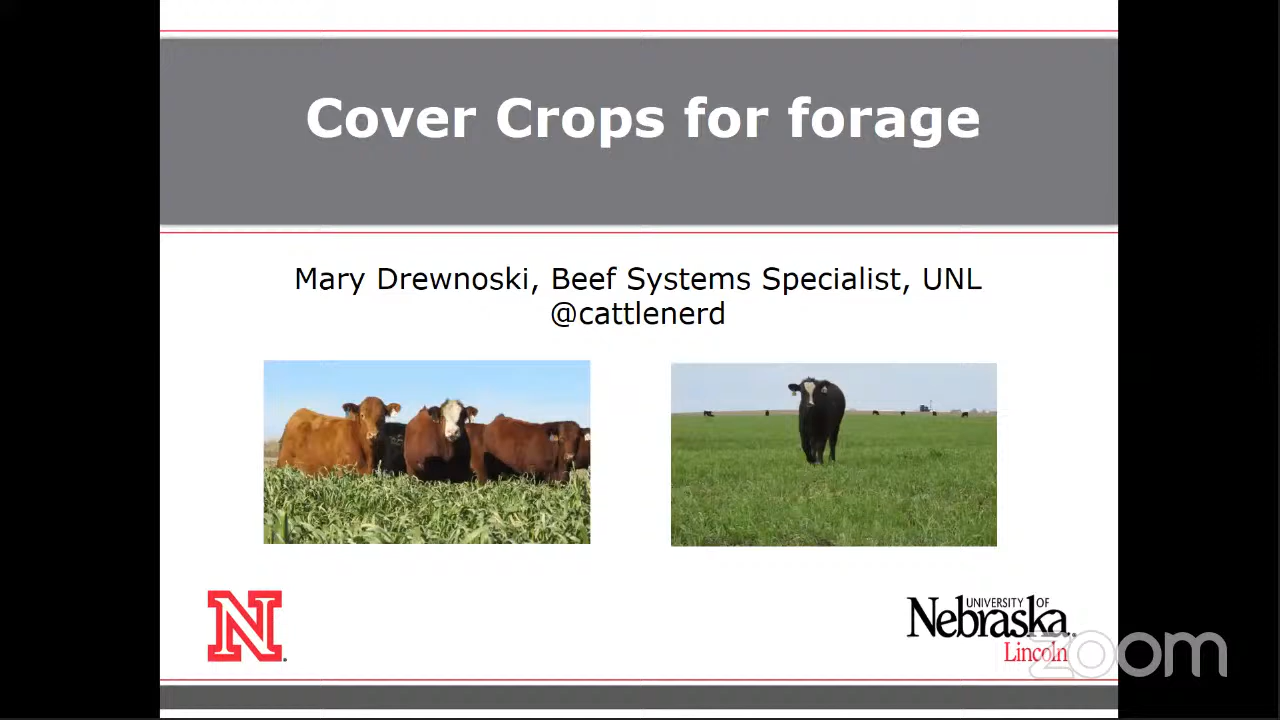 Cover Crops for forage
Mary Drewnoski, Beef Systems Specialist, UNL
@cattlenerd
N
UNIVERSITY OF
Nebraska
Lincoln
zoom